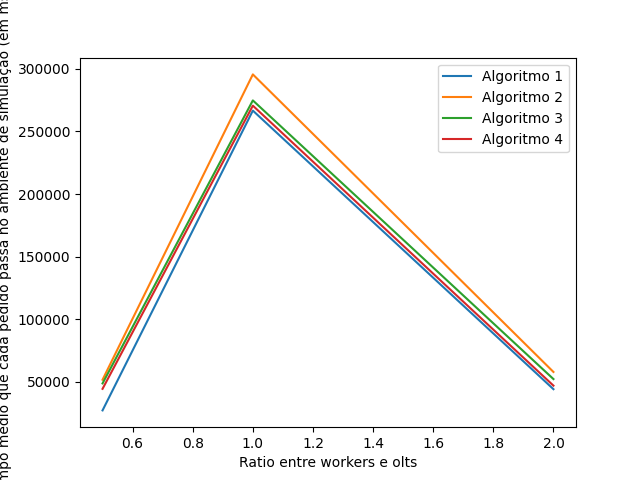 mpo médio que cada pedido passa no ambiente de simulação (em m
300000
250000
200000
150000
100000
50000
Algoritmo 1
Algoritmo 2
Algoritmo 3
Algoritmo 4
0.6 0.8 1.0 1.2 1.4 1.6 1.8 2.0
Ratio entre workers e olts